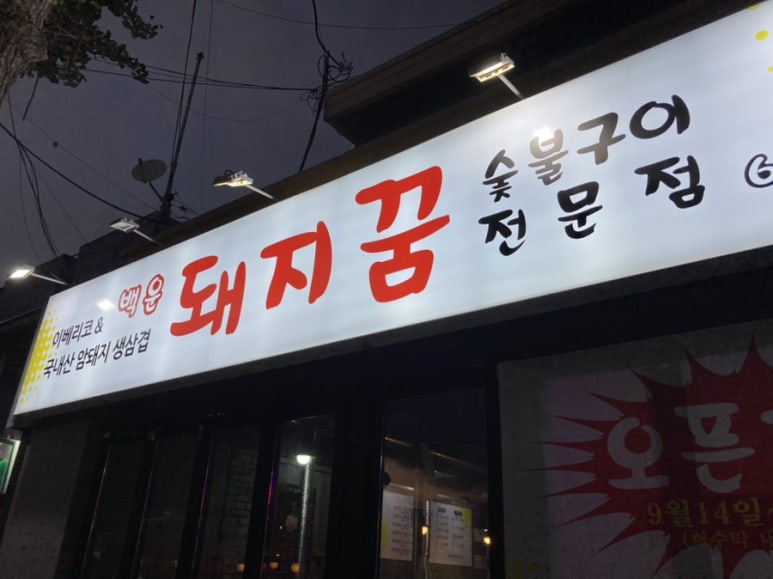 이베리코 &
국내산 암돼지 생삼겹
백운
돼지꿈
숯불구이
전문점
오픈
9월14일